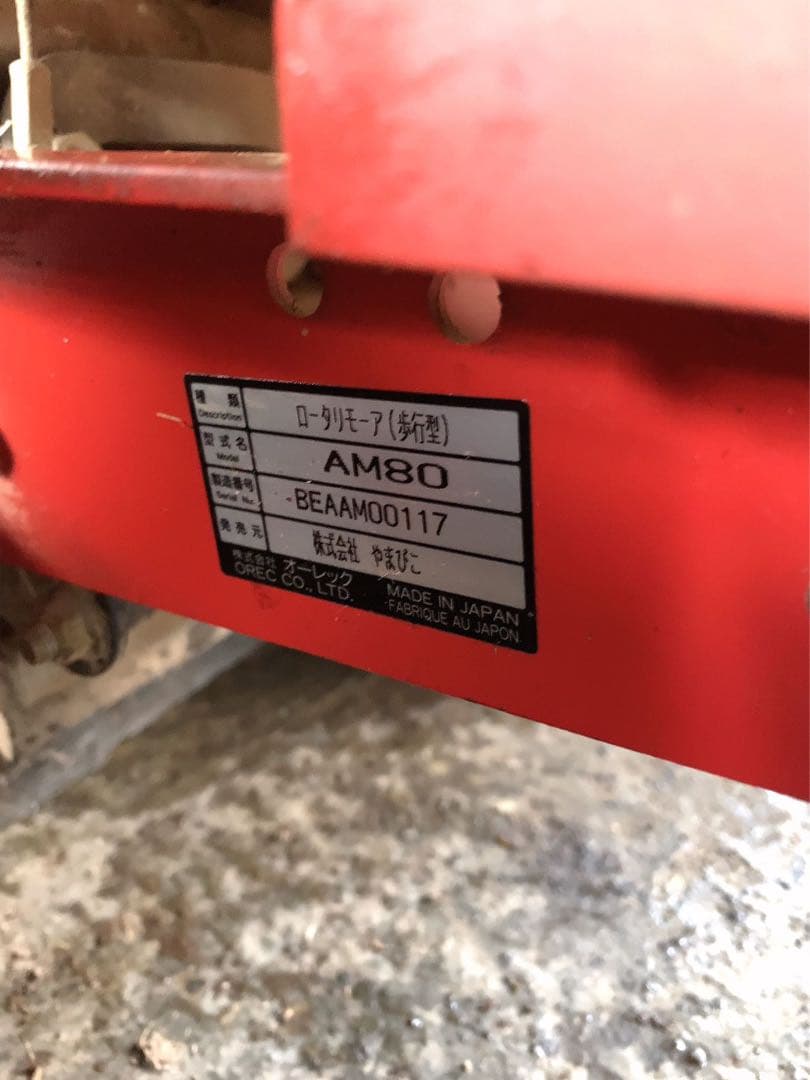 種類 ロータリモーア(歩行型)
Description
型式名 AM80
Model
製造番号 BEAAM00117
Serial No.
発売元 株式会社 やまびこ
株式会社 オーレック
OREC CO., LTD.
MADE IN JAPAN
FABRIQUE AU JAPON